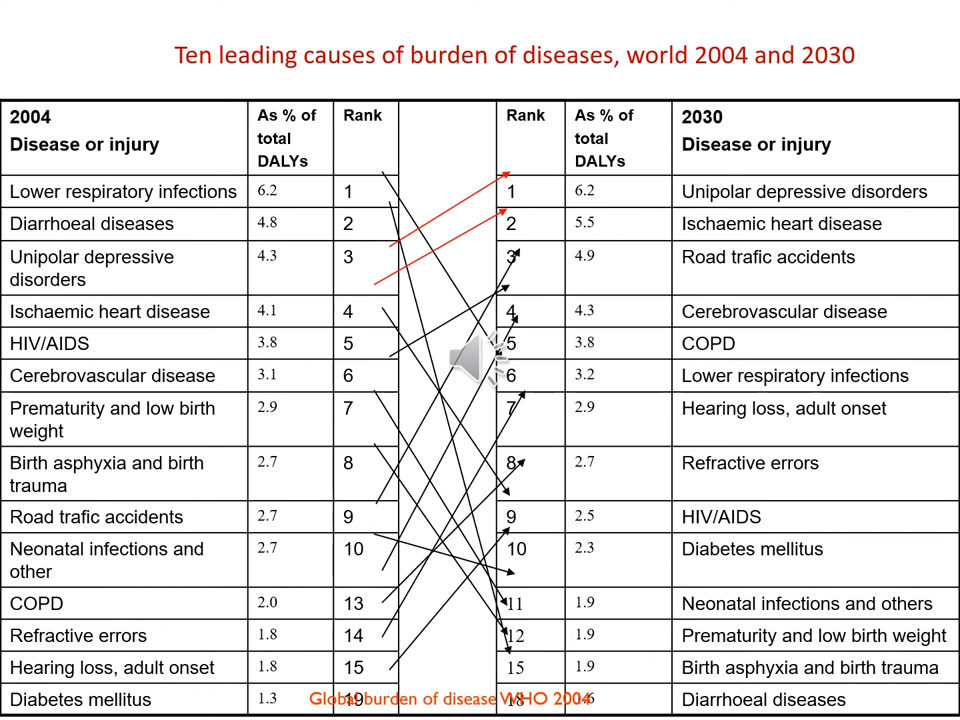 Ten leading causes of burden of diseases, world 2004 and 2030
2004 Disease or injury As % of total DALYs Rank Rank As % of total DALYs 2030 Disease or injury
Lower respiratory infections 6.2 1 1 6.2 Unipolar depressive disorders
Diarrhoeal diseases 4.8 2 2 5.5 Ischaemic heart disease
Unipolar depressive disorders 4.3 3 3 4.9 Road trafic accidents
Ischaemic heart disease 4.1 4 4 4.3 Cerebrovascular disease
HIV/AIDS 3.8 5 5 3.8 COPD
Cerebrovascular disease 3.1 6 6 3.2 Lower respiratory infections
Prematurity and low birth weight 2.9 7 7 2.9 Hearing loss, adult onset
Birth asphyxia and birth trauma 2.7 8 8 2.7 Refractive errors
Road trafic accidents 2.7 9 9 2.5 HIV/AIDS
Neonatal infections and other 2.7 10 10 2.3 Diabetes mellitus
COPD 2.0 13 11 1.9 Neonatal infections and others
Refractive errors 1.8 14 12 1.9 Prematurity and low birth weight
Hearing loss, adult onset 1.8 15 15 1.9 Birth asphyxia and birth trauma
Diabetes mellitus 1.3 19 18 Diarrhoeal diseases
Global burden of disease WHO 2004